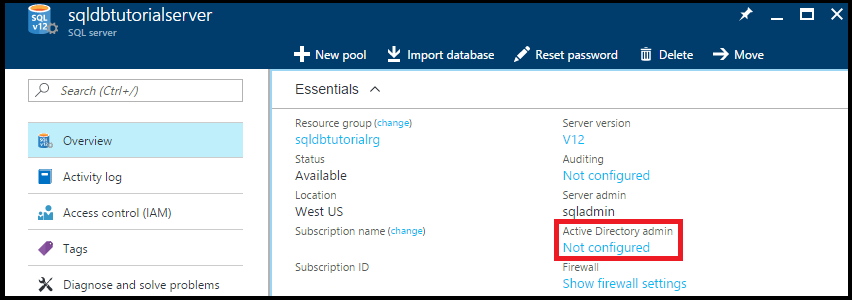 SQL
v12
sqldbtutorialserver
SQL server
New pool
Import database
Reset password
Delete
Move
Search (Ctrl+/)
Overview
Activity log
Access control (IAM)
Tags
Diagnose and solve problems
Essentials
Resource group (change)
sqldbtutorialrg
Status
Available
Location
West US
Subscription name (change)
Subscription ID
Server version
V12
Auditing
Not configured
Server admin
sqladmin
Active Directory admin
Not configured
Firewall
Show firewall settings